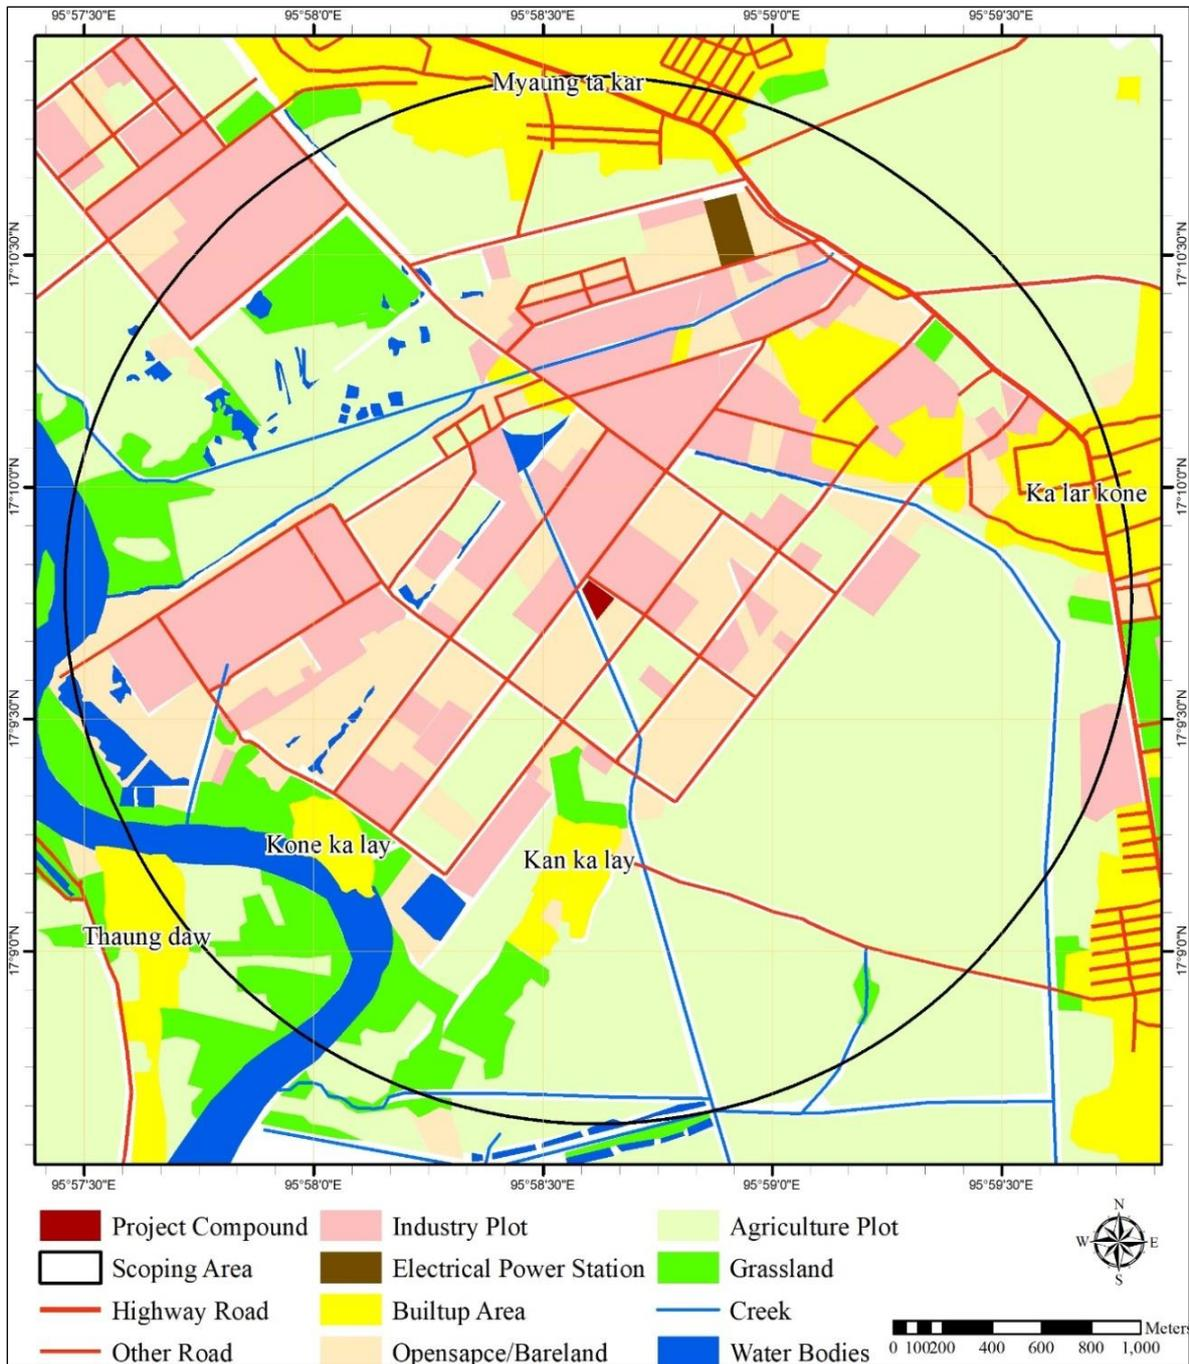 95°57'30"E 95°58'0"E 95°58'30"E 95°59'0"E 95°59'30"E
Myaung ta kar
17°10'30"N 17°10'30"N
17°10'0"N 17°10'0"N
Ka lar kone
17°9'30"N 17°9'30"N
Kone ka lay
Kan ka lay
Thaung daw
17°9'0"N 17°9'0"N
95°57'30"E 95°58'0"E 95°58'30"E 95°59'0"E 95°59'30"E
Project Compound Industry Plot Agriculture Plot
Scoping Area Electrical Power Station Grassland
Highway Road Builtup Area Creek
Other Road Opensapce/Bareland Water Bodies
N
W E
S
Meters
0 100200 400 600 800 1,000